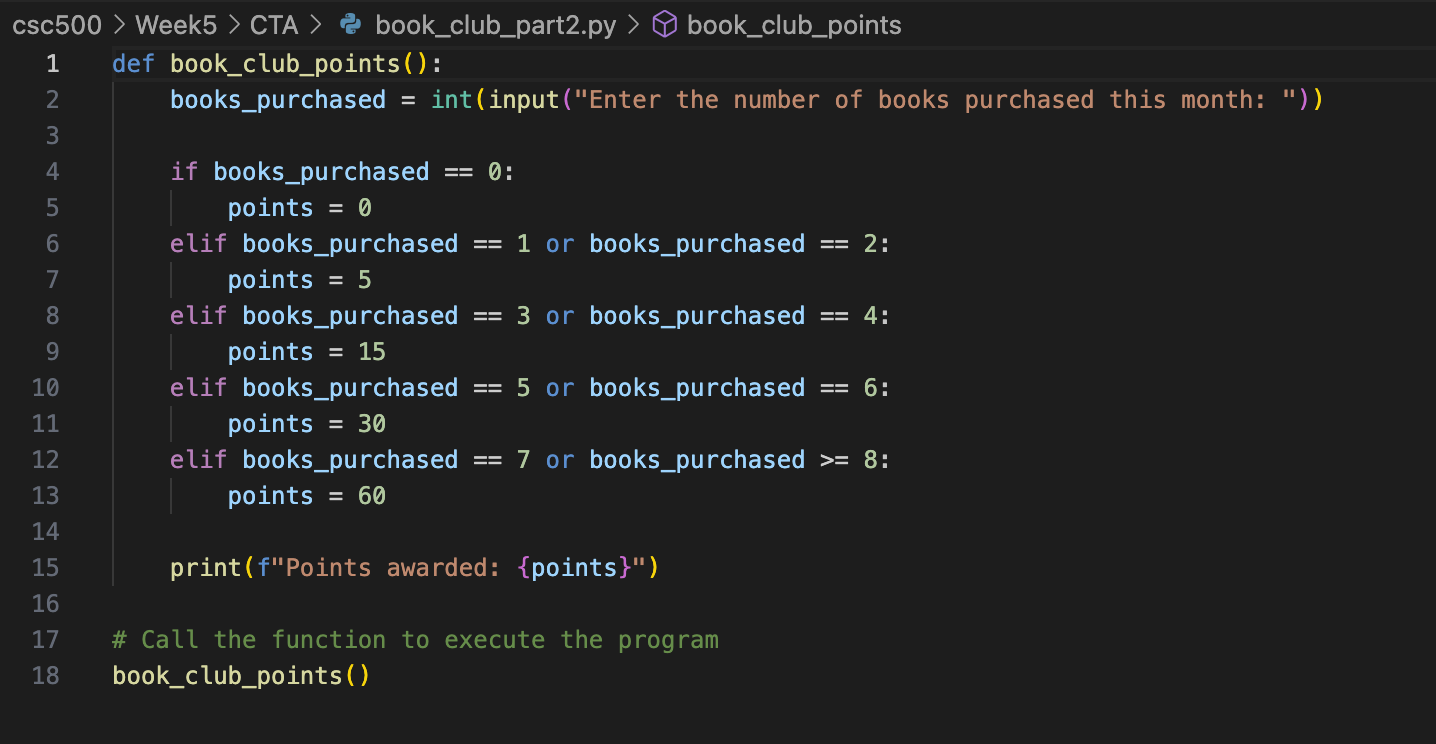 csc500 > Week5 > CTA > book_club_part2.py > book_club_points
1 def book_club_points():
2     books_purchased = int(input("Enter the number of books purchased this month: "))
3
4     if books_purchased == 0:
5         points = 0
6     elif books_purchased == 1 or books_purchased == 2:
7         points = 5
8     elif books_purchased == 3 or books_purchased == 4:
9         points = 15
10     elif books_purchased == 5 or books_purchased == 6:
11         points = 30
12     elif books_purchased == 7 or books_purchased >= 8:
13         points = 60
14
15     print(f"Points awarded: {points}")
16
17 # Call the function to execute the program
18 book_club_points()